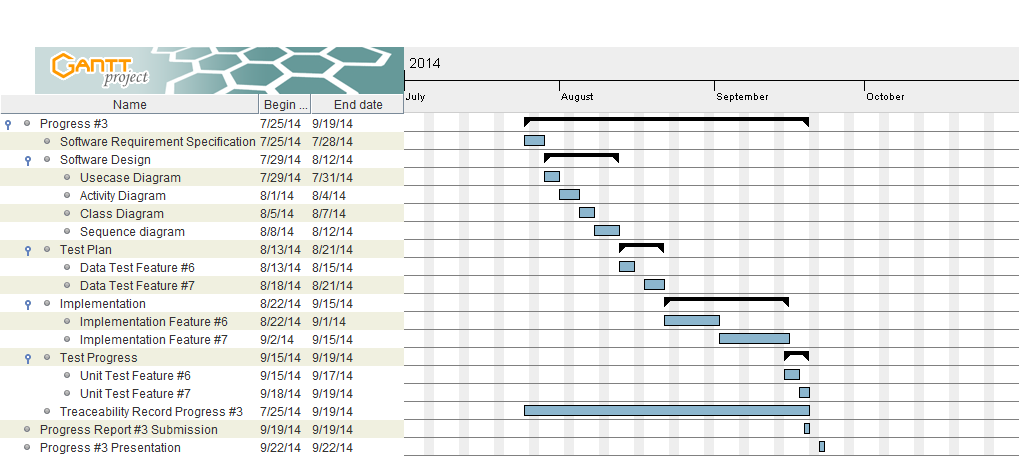 GANTT
project
2014
July August September October
Name Begin ... End date
Progress #3 7/25/14 9/19/14
Software Requirement Specification 7/25/14 7/28/14
Software Design 7/29/14 8/12/14
Usecase Diagram 7/29/14 7/31/14
Activity Diagram 8/1/14 8/4/14
Class Diagram 8/5/14 8/7/14
Sequence diagram 8/8/14 8/12/14
Test Plan 8/13/14 8/21/14
Data Test Feature #6 8/13/14 8/15/14
Data Test Feature #7 8/18/14 8/21/14
Implementation 8/22/14 9/15/14
Implementation Feature #6 8/22/14 9/1/14
Implementation Feature #7 9/2/14 9/15/14
Test Progress 9/15/14 9/19/14
Unit Test Feature #6 9/15/14 9/17/14
Unit Test Feature #7 9/18/14 9/19/14
Treaceability Record Progress #3 7/25/14 9/19/14
Progress Report #3 Submission 9/19/14 9/19/14
Progress #3 Presentation 9/22/14 9/22/14